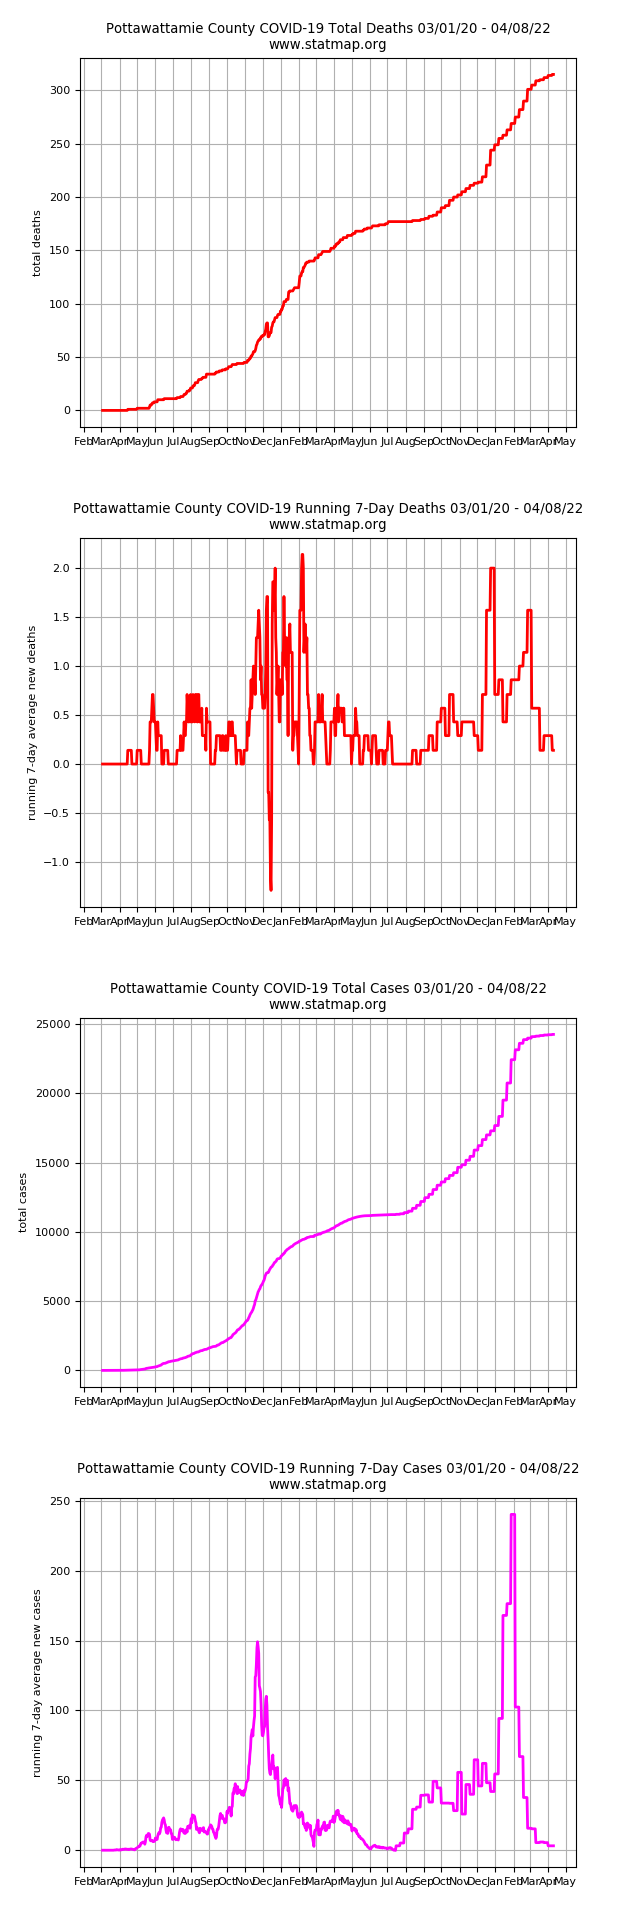 Pottawattamie County COVID-19 Total Deaths 03/01/20 - 04/08/22
www.statmap.org
300
250
200
150
100
50
0
total deaths
Feb Mar Apr May Jun Jul Aug Sep Oct Nov Dec Jan Feb Mar Apr May Jun Jul Aug Sep Oct Nov Dec Jan Feb Mar Apr May
Pottawattamie County COVID-19 Running 7-Day Deaths 03/01/20 - 04/08/22
www.statmap.org
2.0
1.5
1.0
0.5
0.0
−0.5
−1.0
running 7-day average new deaths
Feb Mar Apr May Jun Jul Aug Sep Oct Nov Dec Jan Feb Mar Apr May Jun Jul Aug Sep Oct Nov Dec Jan Feb Mar Apr May
Pottawattamie County COVID-19 Total Cases 03/01/20 - 04/08/22
www.statmap.org
25000
20000
15000
10000
5000
0
total cases
Feb Mar Apr May Jun Jul Aug Sep Oct Nov Dec Jan Feb Mar Apr May Jun Jul Aug Sep Oct Nov Dec Jan Feb Mar Apr May
Pottawattamie County COVID-19 Running 7-Day Cases 03/01/20 - 04/08/22
www.statmap.org
250
200
150
100
50
0
running 7-day average new cases
Feb Mar Apr May Jun Jul Aug Sep Oct Nov Dec Jan Feb Mar Apr May Jun Jul Aug Sep Oct Nov Dec Jan Feb Mar Apr May